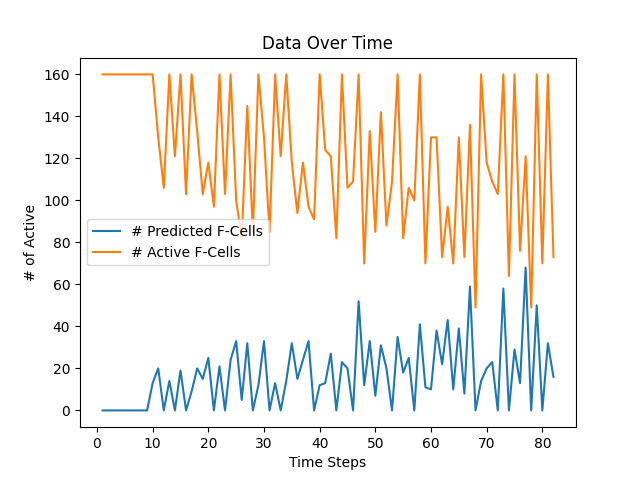 Data Over Time
160
140
120
100
80
60
40
20
0
# of Active
# Predicted F-Cells
# Active F-Cells
0 10 20 30 40 50 60 70 80
Time Steps